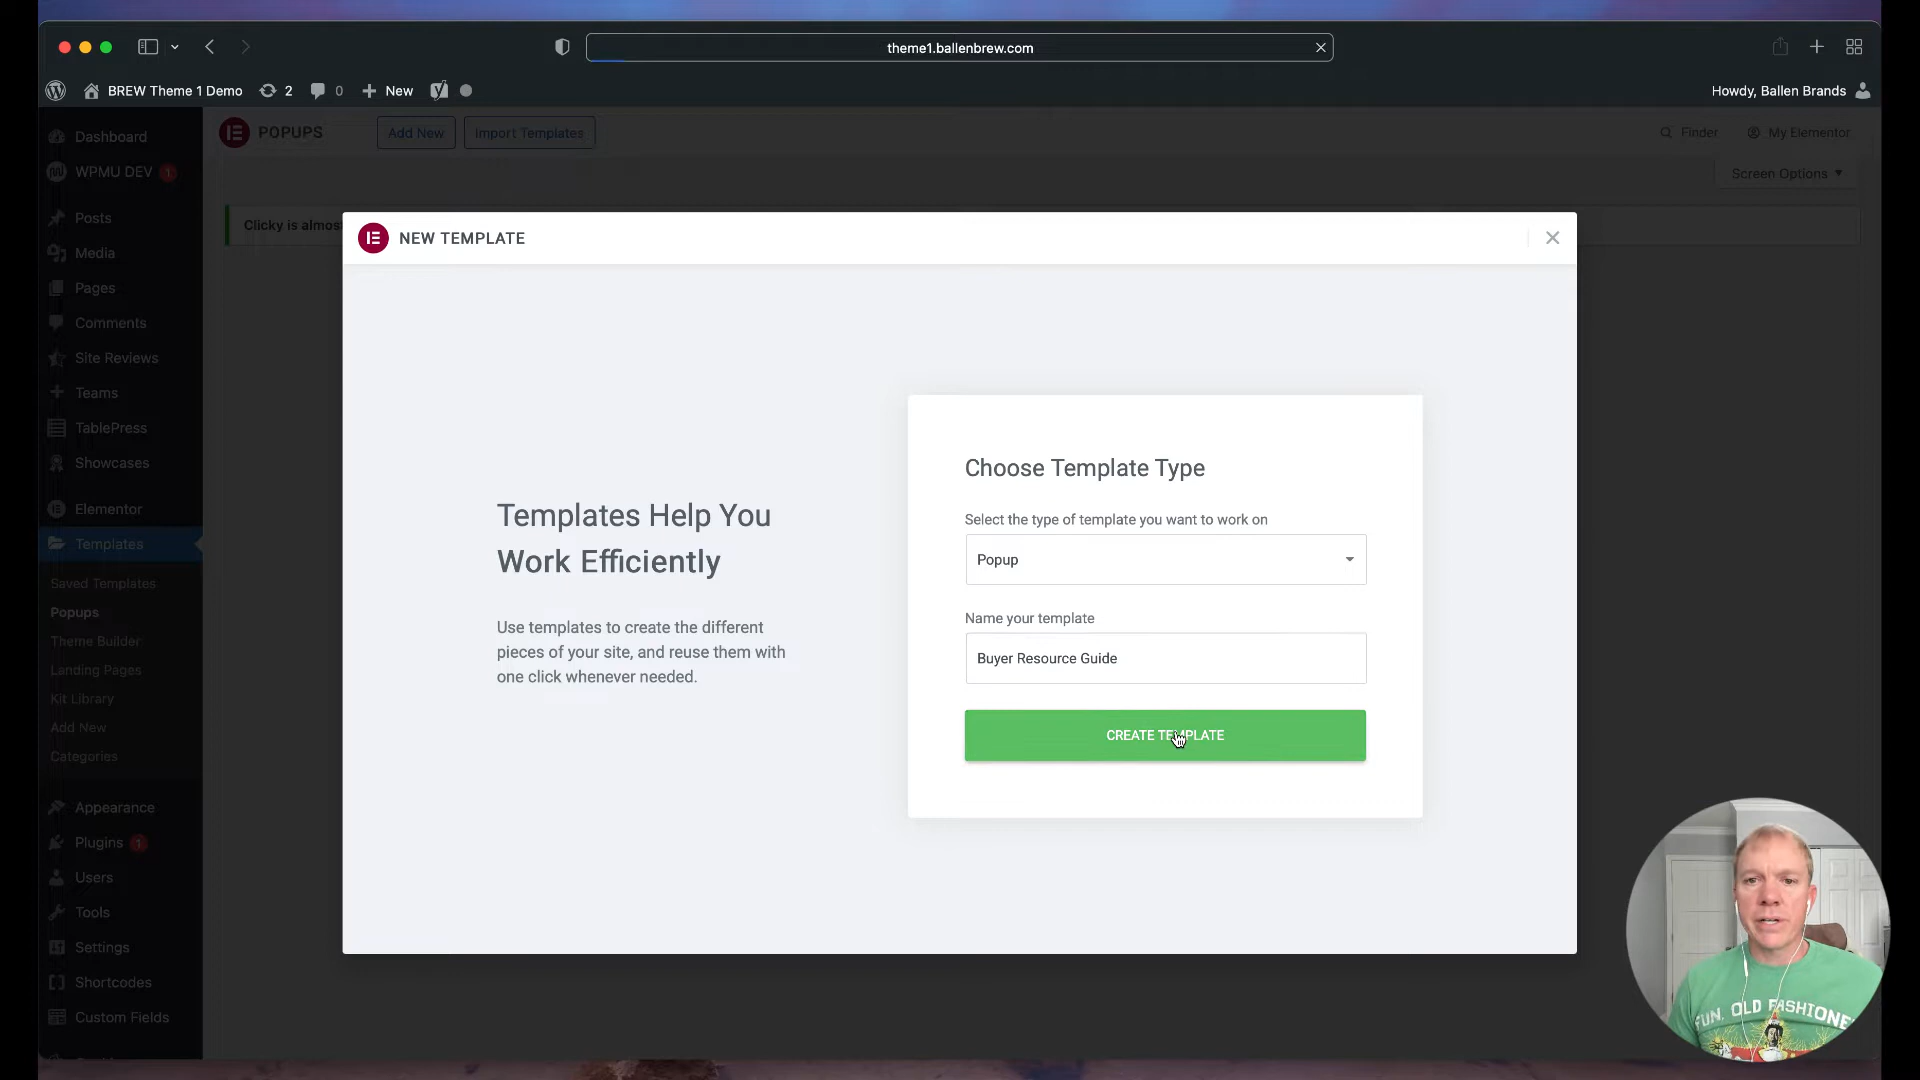 theme1.ballenbrew.com
BREW Theme 1 Demo
2
0
New
Howdy, Ballen Brands
Dashboard
WPMU DEV 1
Posts
Media
Pages
Comments
Site Reviews
Teams
TablePress
Showcases
Elementor
Templates
Saved Templates
Popups
Theme Builder
Landing Pages
Kit Library
Add New
Categories
Appearance
Plugins 1
Users
Tools
Settings
Shortcodes
Custom Fields
POPUPS
Add New
Import Templates
Finder
My Elementor
Screen Options
Clicky is almos
NEW TEMPLATE
Templates Help You
Work Efficiently
Use templates to create the different
pieces of your site, and reuse them with
one click whenever needed.
Choose Template Type
Select the type of template you want to work on
Popup
Name your template
Buyer Resource Guide
CREATE TEMPLATE
FUN, OLD FASHIONE